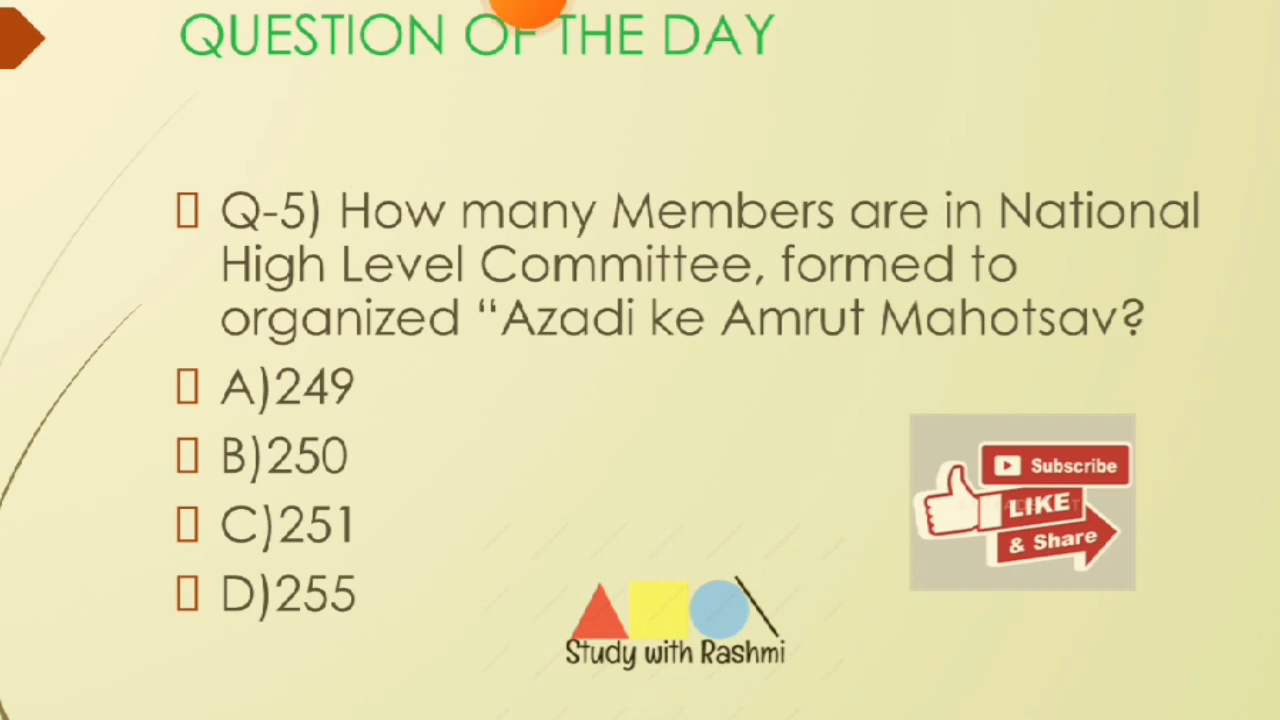 QUESTION OF THE DAY
Q-5) How many Members are in National
High Level Committee, formed to
organized “Azadi ke Amrut Mahotsav?
A)249
B)250
C)251
D)255
Subscribe
LIKE
& Share
Study with Rashmi